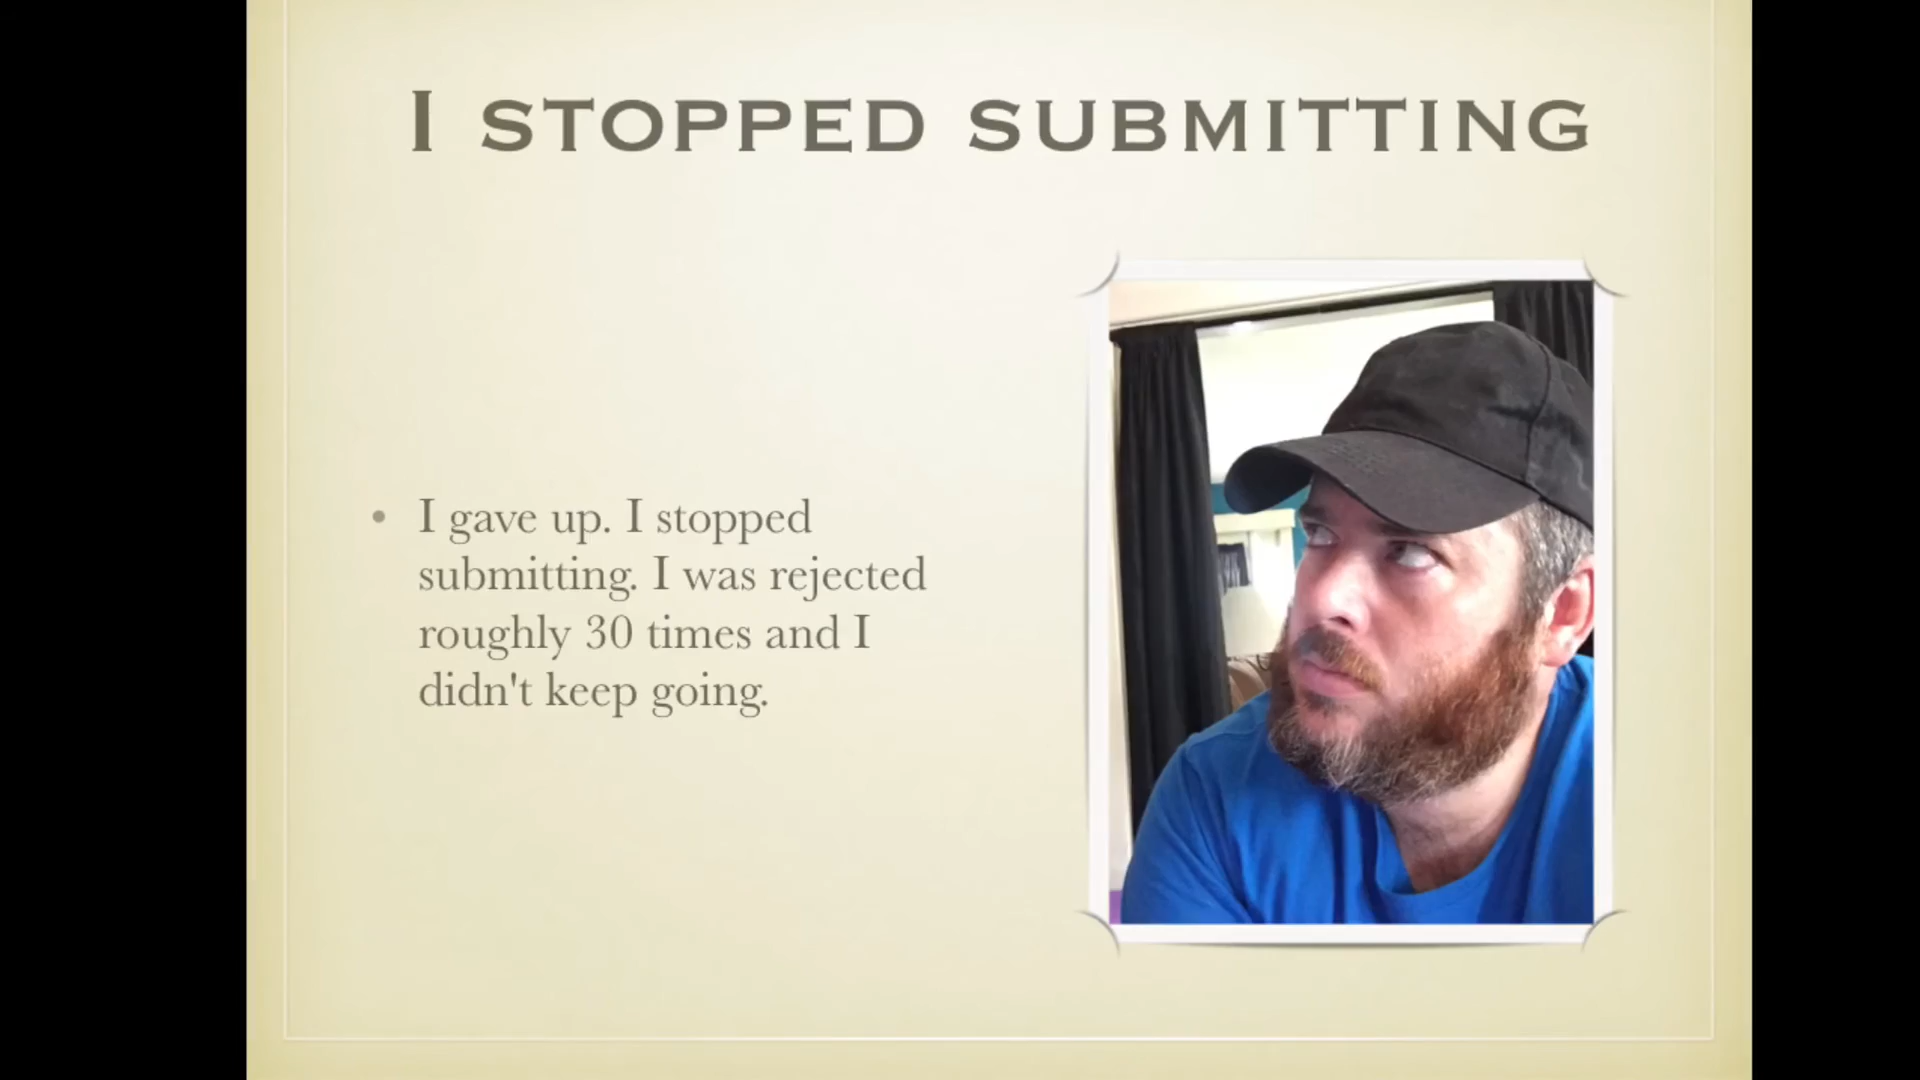 I STOPPED SUBMITTING
• I gave up. I stopped
submitting. I was rejected
roughly 30 times and I
didn't keep going.